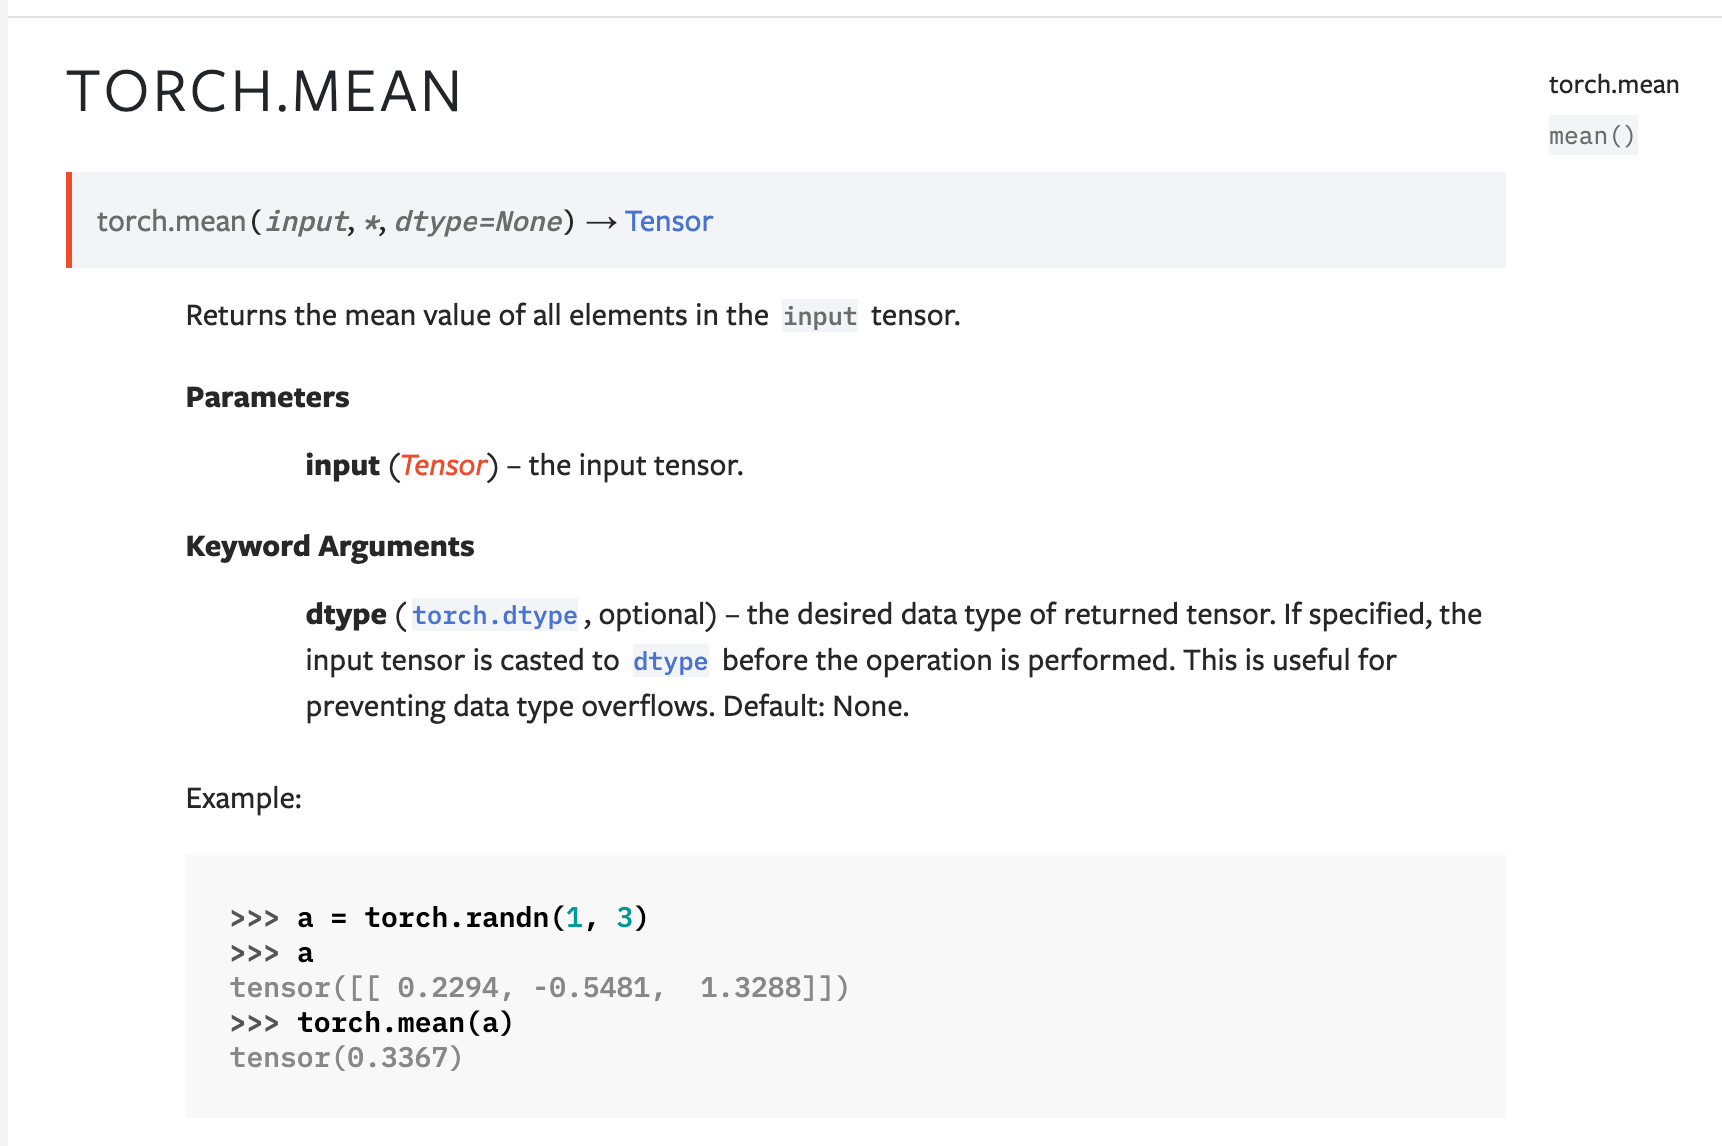 TORCH.MEAN
torch.mean
mean()
torch.mean(input, *, dtype=None) → Tensor
Returns the mean value of all elements in the input tensor.
Parameters
input (Tensor) – the input tensor.
Keyword Arguments
dtype (torch.dtype, optional) – the desired data type of returned tensor. If specified, the
input tensor is casted to dtype before the operation is performed. This is useful for
preventing data type overflows. Default: None.
Example:
>>> a = torch.randn(1, 3)
>>> a
tensor([[ 0.2294, -0.5481,  1.3288]])
>>> torch.mean(a)
tensor(0.3367)